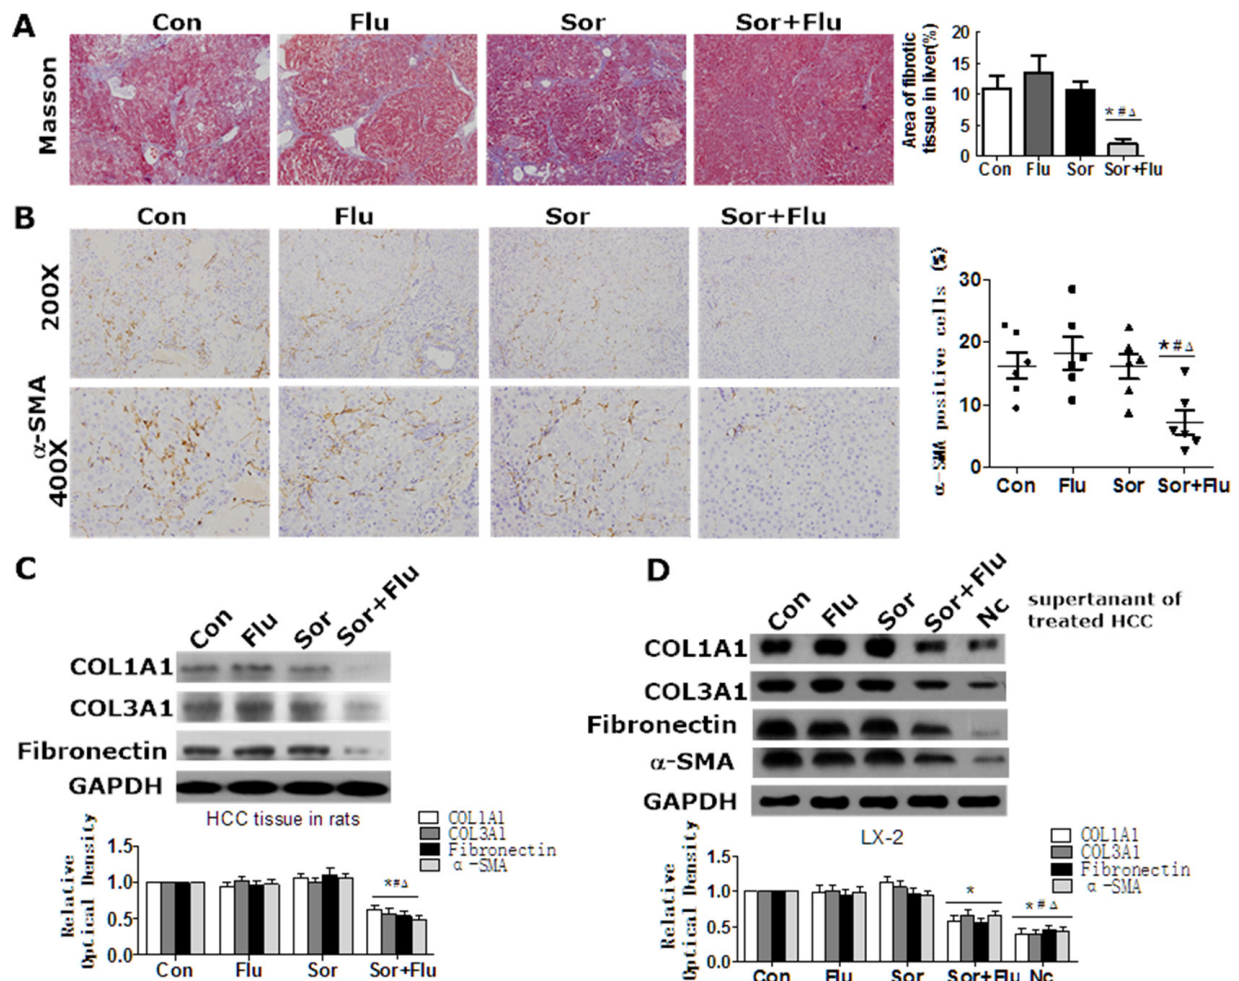 A
Con
Flu
Sor
Sor+Flu
Masson
Area of fibrotic
tissue in liver(%)
20
15
10
5
0
*#Δ
Con
Flu
Sor
Sor+Flu
B
Con
Flu
Sor
Sor+Flu
200X
400X
α-SMA
α-SMA positive cells (%)
30
20
10
0
*#Δ
Con
Flu
Sor
Sor+Flu
C
Con
Flu
Sor
Sor+Flu
COL1A1
COL3A1
Fibronectin
GAPDH
HCC tissue in rats
COL1A1
COL3A1
Fibronectin
α-SMA
Relative
Optical Density
1.5
1.0
0.5
0.0
*#Δ
Con
Flu
Sor
Sor+Flu
D
Con
Flu
Sor
Sor+Flu
Nc
supertanant of
treated HCC
COL1A1
COL3A1
Fibronectin
α-SMA
GAPDH
LX-2
COL1A1
COL3A1
Fibronectin
α-SMA
Relative
Optical Density
1.5
1.0
0.5
0.0
*
*#Δ
Con
Flu
Sor
Sor+Flu
Nc